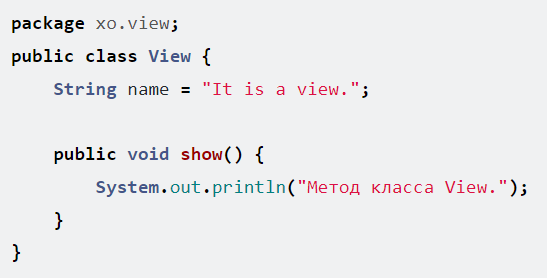 package xo.view;
public class View {
    String name = "It is a view.";
    public void show() {
        System.out.println("Метод класса View.");
    }
}